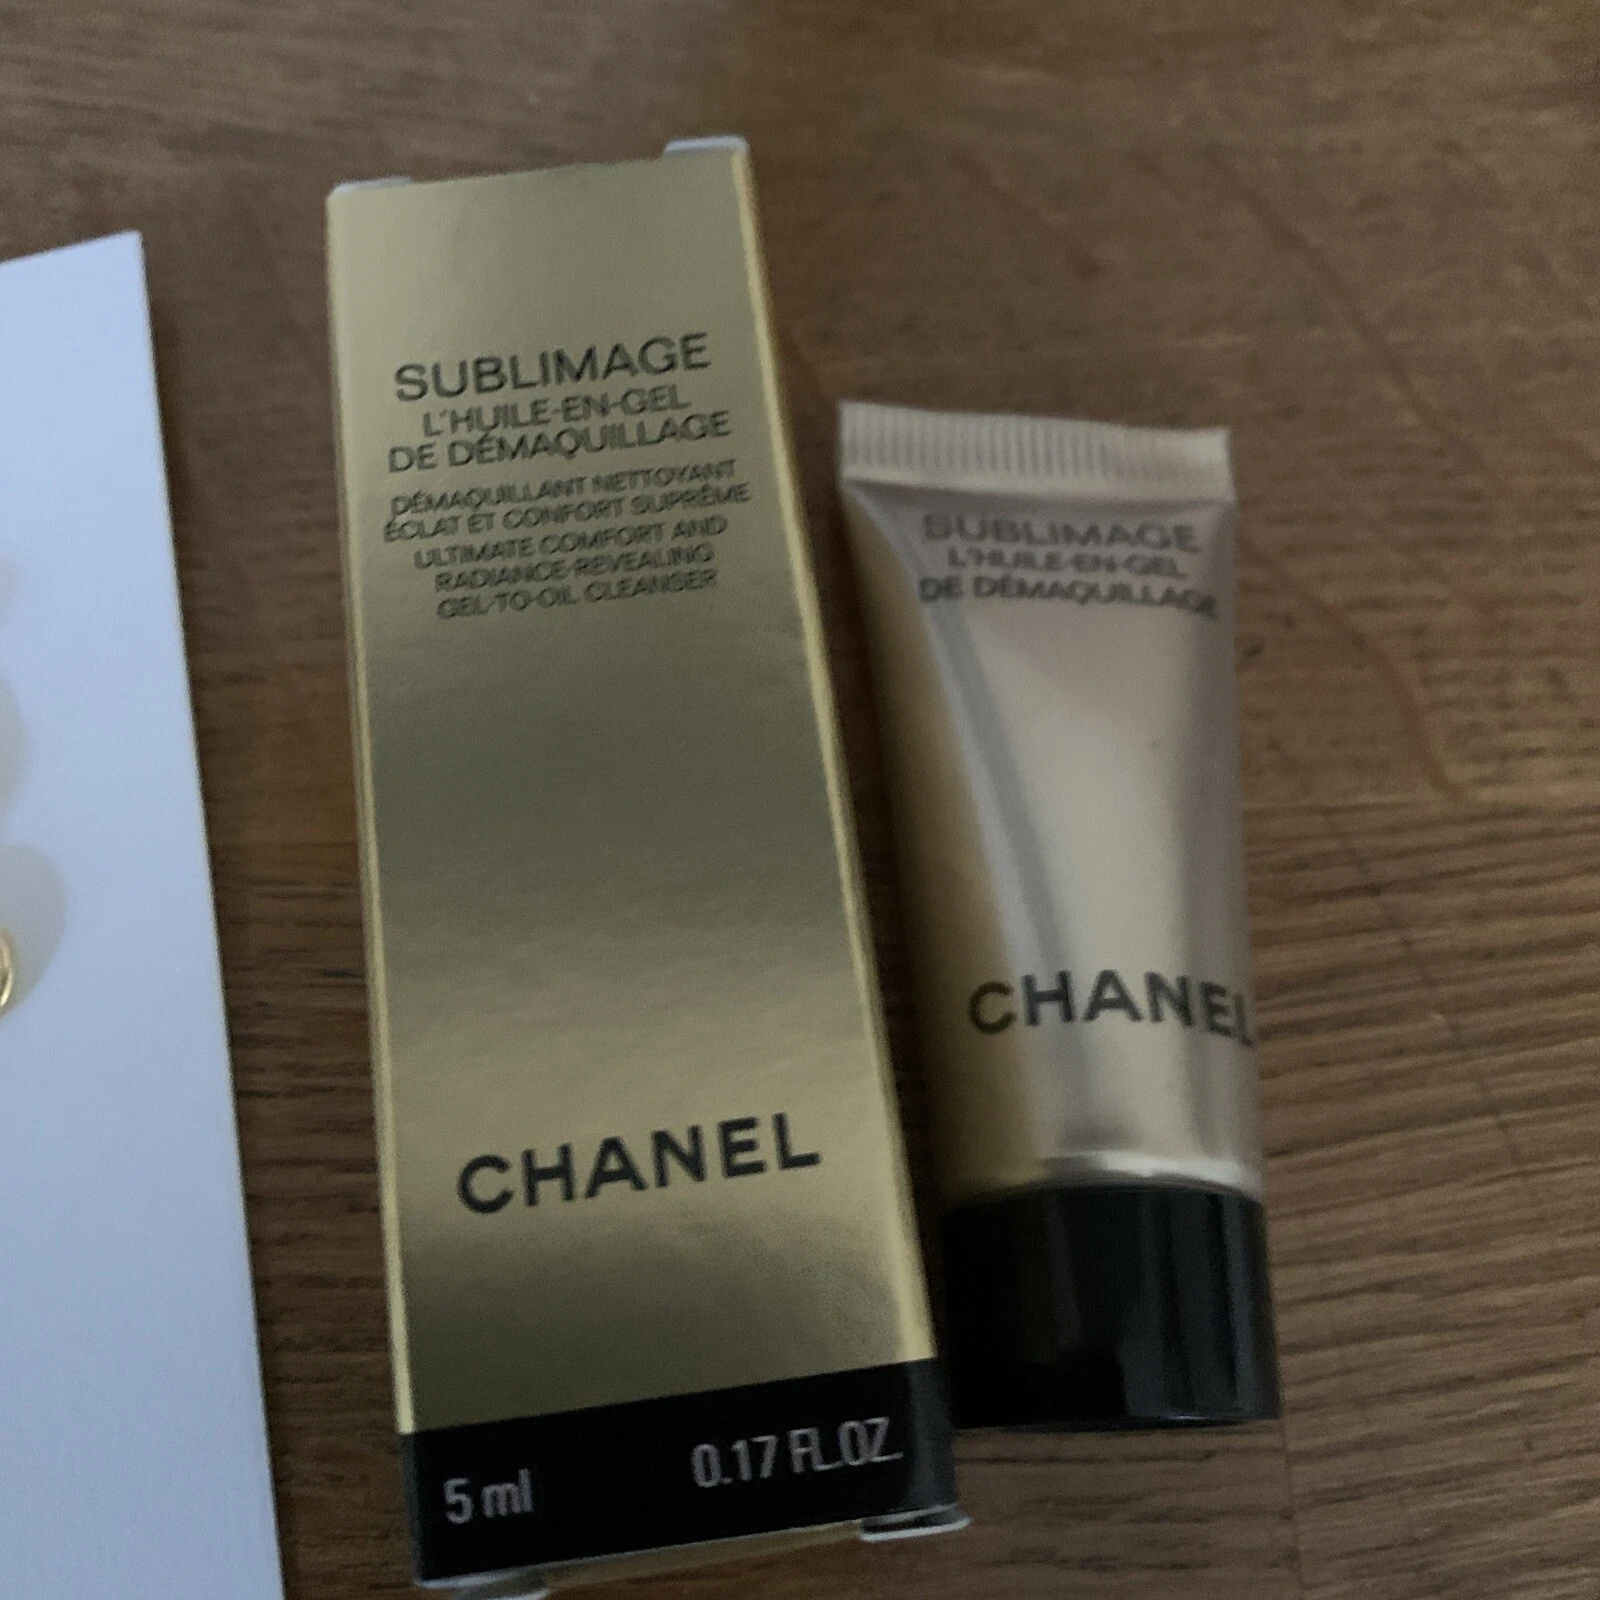 SUBLIMAGE
L'HUILE-EN-GEL
DE DÉMAQUILLAGE
DÉMAQUILLANT NETTOYANT
ÉCLAT ET CONFORT SUPRÊME
ULTIMATE COMFORT AND
RADIANCE-REVEALING
GEL-TO-OIL CLEANSER
CHANEL
5 ml 0.17 FL.OZ.
SUBLIMAGE
L'HUILE-EN-GEL
DE DÉMAQUILLAGE
CHANEL